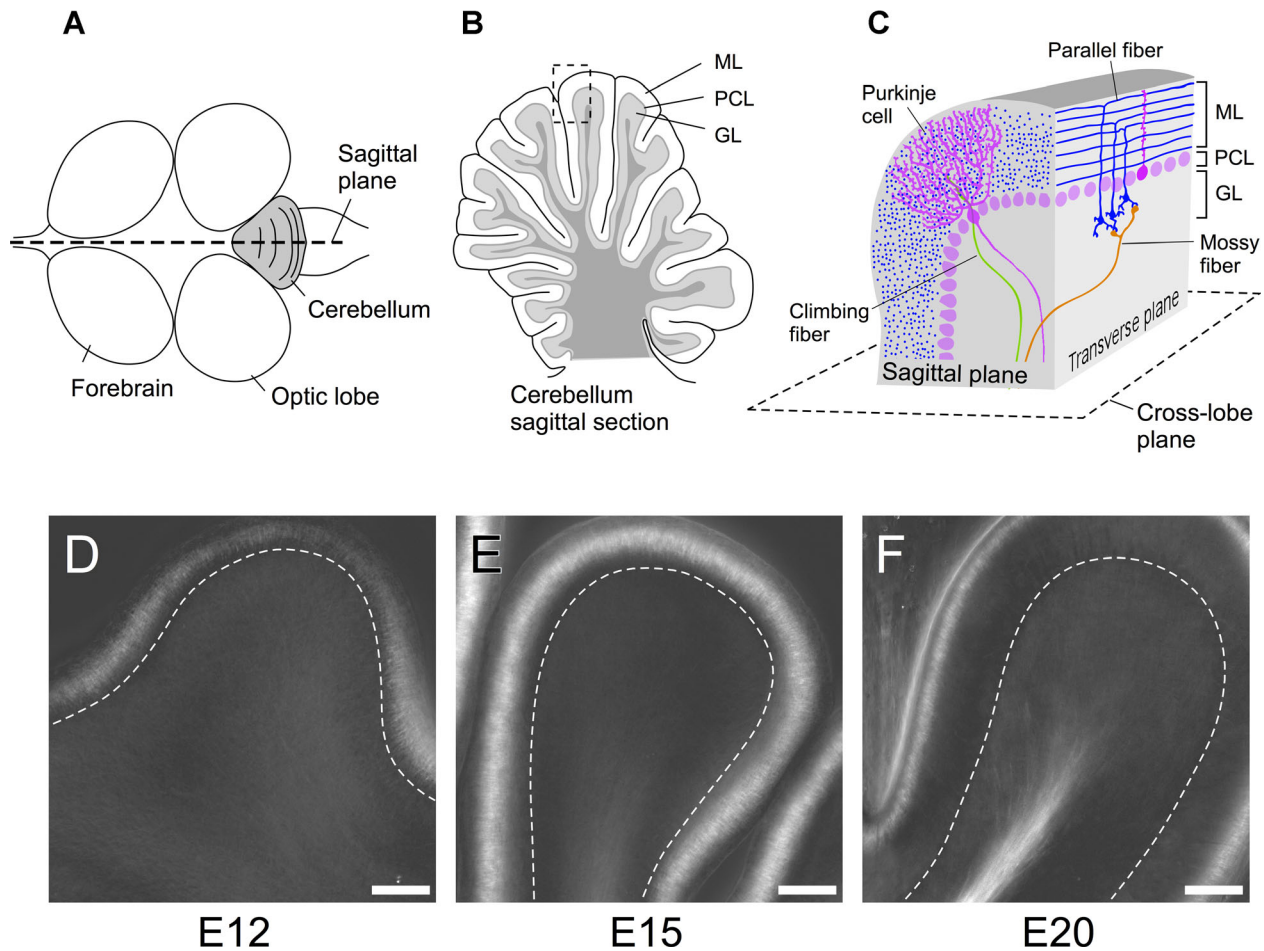 A
Sagittal
plane
Cerebellum
Forebrain
Optic lobe
B
ML
PCL
GL
Cerebellum
sagittal section
C
Parallel fiber
Purkinje
cell
ML
PCL
GL
Mossy
fiber
Climbing
fiber
Sagittal plane
Transverse plane
Cross-lobe
plane
D
E
F
E12
E15
E20